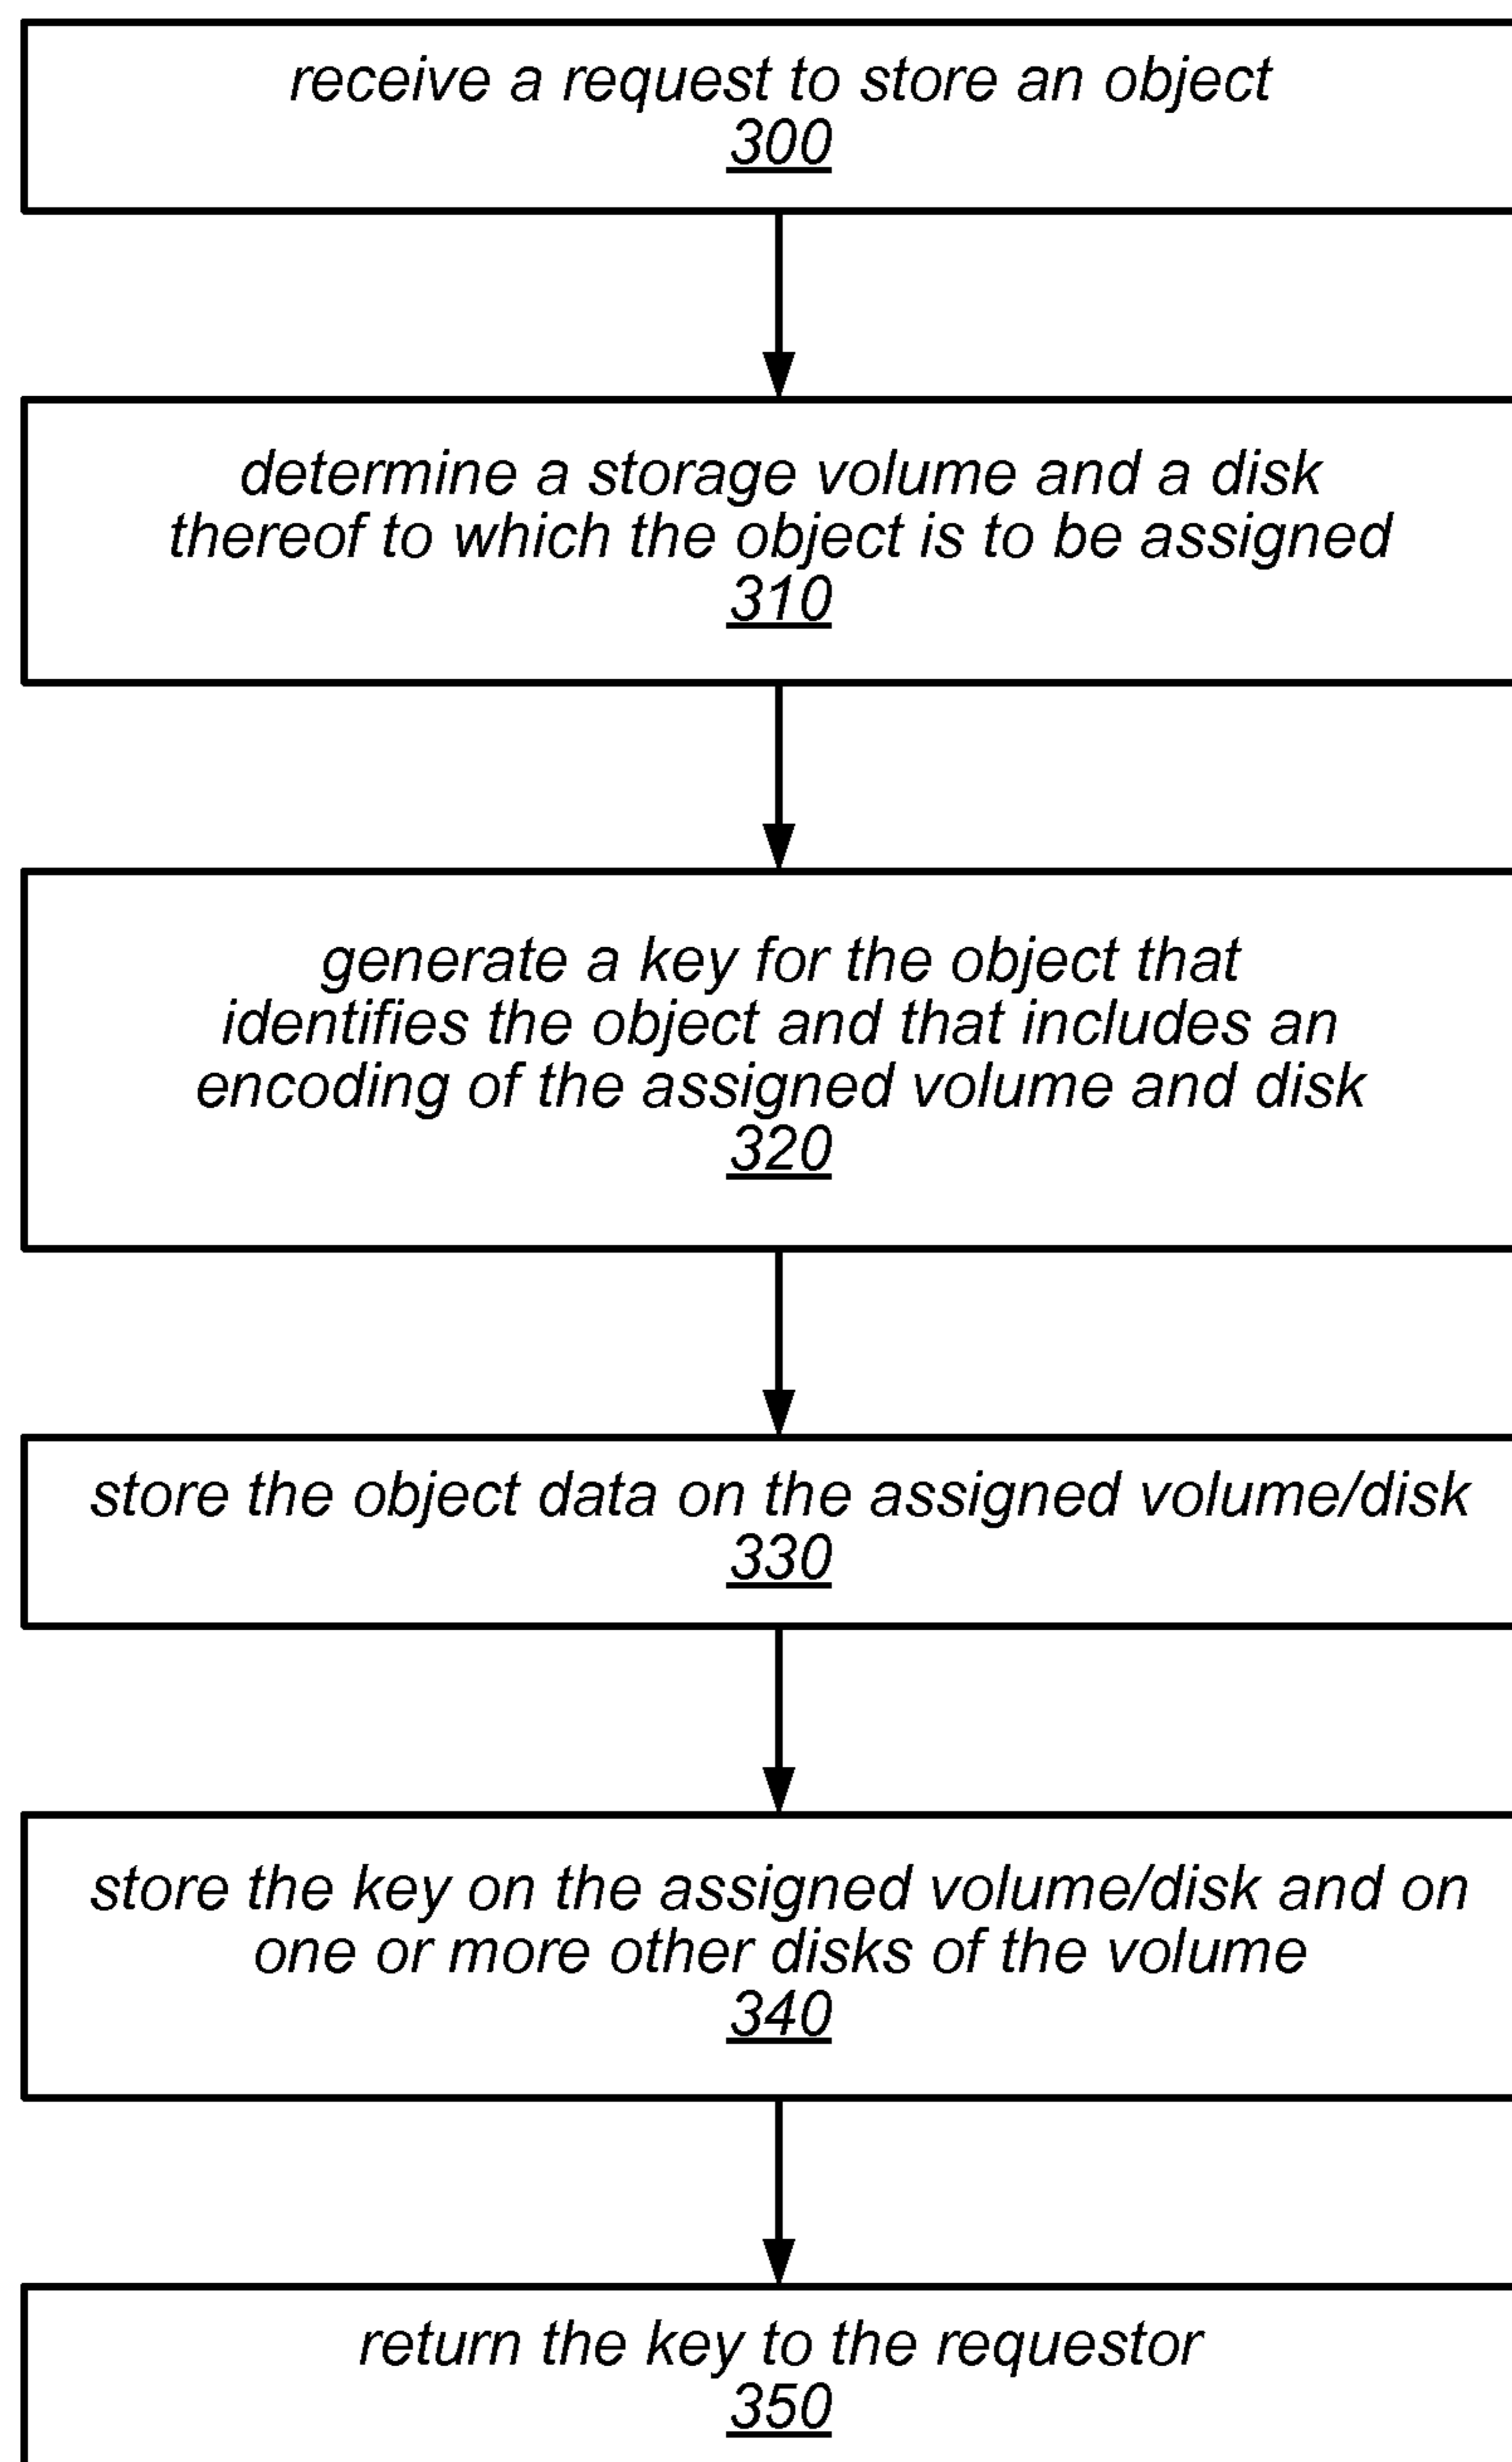 receive a request to store an object
300
determine a storage volume and a disk
thereof to which the object is to be assigned
310
generate a key for the object that
identifies the object and that includes an
encoding of the assigned volume and disk
320
store the object data on the assigned volume/disk
330
store the key on the assigned volume/disk and on
one or more other disks of the volume
340
return the key to the requestor
350